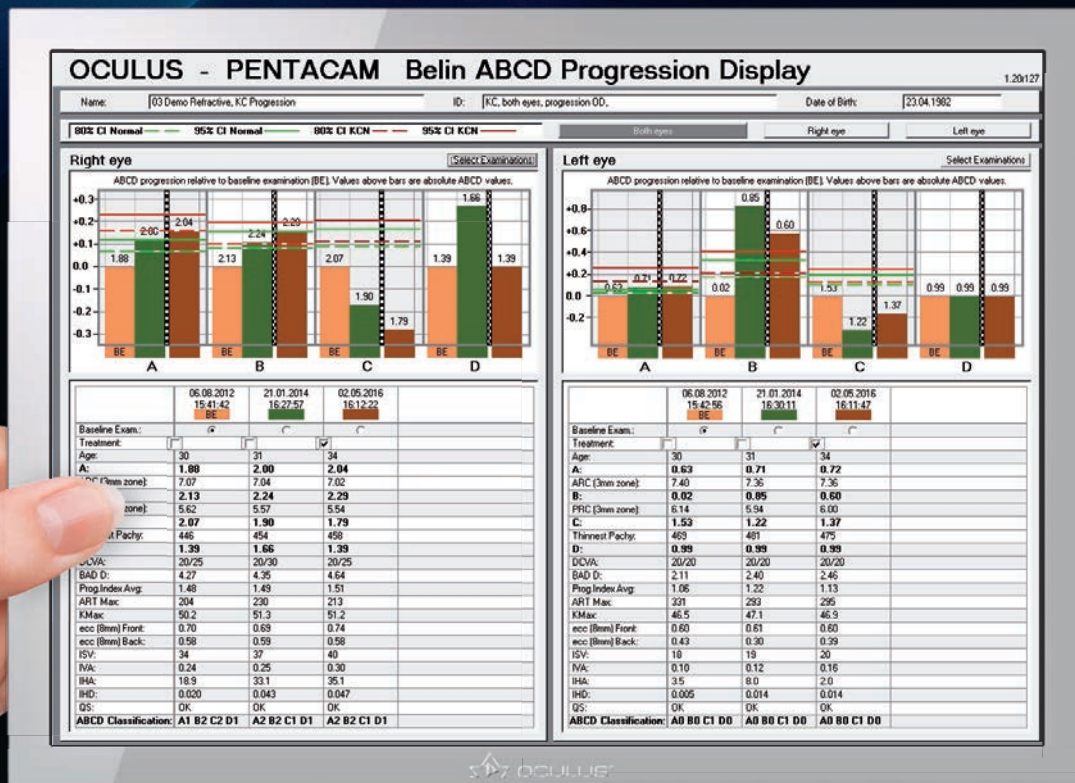 OCULUS - PENTACAM Belin ABCD Progression Display 1.20r127
Name: 03 Demo Refractive, KC Progression ID: KC, both eyes, progression OD, Date of Birth: 23.04.1982
80% CI Normal 95% CI Normal 80% CI KCN 95% CI KCN Both eyes Right eye Left eye
Right eye Select Examinations
ABCD progression relative to baseline examination (BE). Values above bars are absolute ABCD values.
+0.3
+0.2
+0.1
0.0
-0.1
-0.2
-0.3
1.88 2.00 2.04 2.13 2.24 2.29 2.07 1.90 1.79 1.39 1.66 1.39
BE BE BE BE
A B C D
06.08.2012 21.01.2014 02.05.2016
15:41:42 16:27:57 16:12:22
BE
Baseline Exam.:
Treatment:
Age: 30 31 34
A: 1.88 2.00 2.04
ARC (3mm zone): 7.07 7.04 7.02
2.13 2.24 2.29
zone): 5.62 5.57 5.54
2.07 1.90 1.79
Pachy: 446 454 458
1.39 1.66 1.39
DCVA: 20/25 20/30 20/25
BAD D: 4.27 4.35 4.64
Prog.Index Avg: 1.48 1.49 1.51
ART Max: 204 230 213
KMax: 50.2 51.3 51.2
ecc (8mm) Front: 0.70 0.69 0.74
ecc (8mm) Back: 0.58 0.59 0.58
ISV: 34 37 40
IVA: 0.24 0.25 0.30
IHA: 18.9 33.1 35.1
IHD: 0.020 0.043 0.047
QS: OK OK OK
ABCD Classification: A1 B2 C2 D1 A2 B2 C1 D1 A2 B2 C1 D1
Left eye Select Examinations
ABCD progression relative to baseline examination (BE). Values above bars are absolute ABCD values.
+0.8
+0.6
+0.4
+0.2
0.0
-0.2
0.63 0.71 0.72 0.02 0.85 0.60 1.53 1.22 1.37 0.99 0.99 0.99
BE BE BE BE
A B C D
06.08.2012 21.01.2014 02.05.2016
15:42:56 16:30:11 16:11:47
BE
Baseline Exam.:
Treatment:
Age: 30 31 34
A: 0.63 0.71 0.72
ARC (3mm zone): 7.40 7.36 7.36
B: 0.02 0.85 0.60
PRC (3mm zone): 6.14 5.94 6.00
C: 1.53 1.22 1.37
Thinnest Pachy: 469 481 475
D: 0.99 0.99 0.99
DCVA: 20/20 20/20 20/20
BAD D: 2.11 2.40 2.46
Prog.Index Avg: 1.06 1.22 1.13
ART Max: 331 293 295
KMax: 46.5 47.1 46.9
ecc (8mm) Front: 0.60 0.61 0.60
ecc (8mm) Back: 0.43 0.30 0.39
ISV: 18 19 20
IVA: 0.10 0.12 0.16
IHA: 3.5 8.0 2.0
IHD: 0.005 0.014 0.014
QS: OK OK OK
ABCD Classification: A0 B0 C1 D0 A0 B0 C1 D0 A0 B0 C1 D0
OCULUS